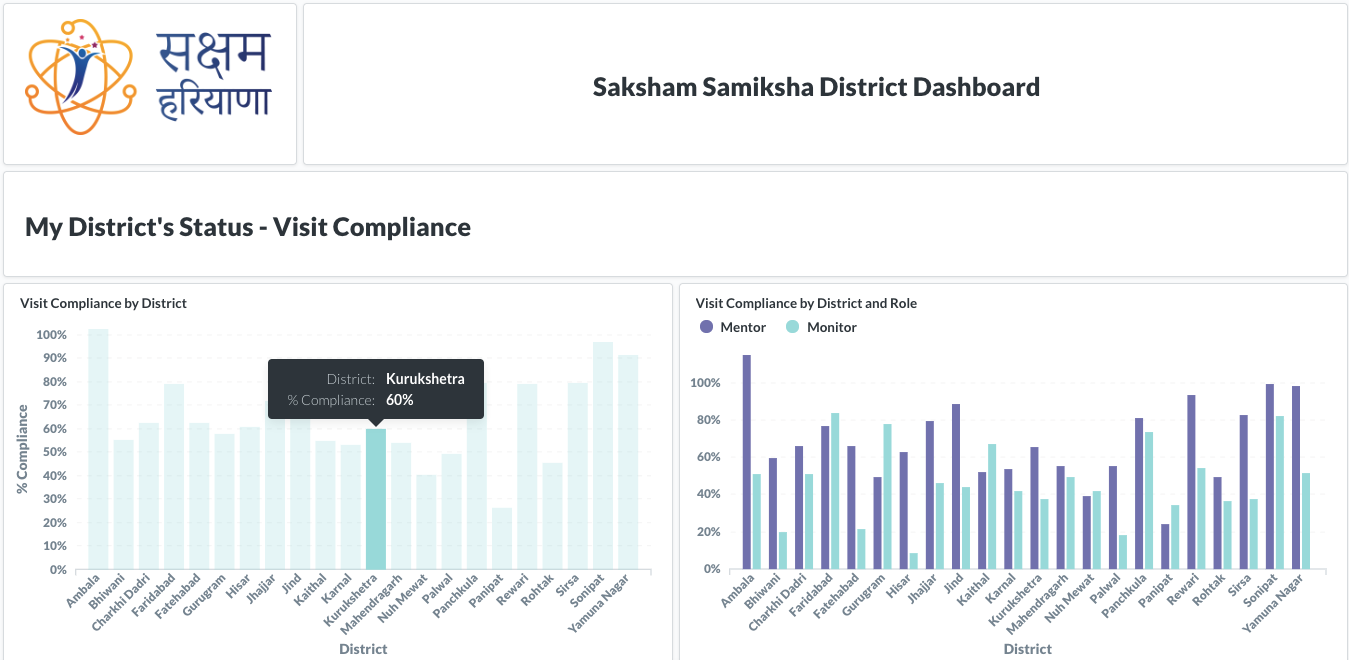 सक्षम
हरियाणा
Saksham Samiksha District Dashboard
My District's Status - Visit Compliance
Visit Compliance by District
% Compliance
100%
90%
80%
70%
60%
50%
40%
30%
20%
10%
0%
District: Kurukshetra
% Compliance: 60%
Ambala
Bhiwani
Charkhi Dadri
Faridabad
Fatehabad
Gurugram
Hisar
Jhajjar
Jind
Kaithal
Karnal
Kurukshetra
Mahendragarh
Nuh Mewat
Palwal
Panchkula
Panipat
Rewari
Rohtak
Sirsa
Sonipat
Yamuna Nagar
District
Visit Compliance by District and Role
Mentor Monitor
100%
80%
60%
40%
20%
0%
Ambala
Bhiwani
Charkhi Dadri
Faridabad
Fatehabad
Gurugram
Hisar
Jhajjar
Jind
Kaithal
Karnal
Kurukshetra
Mahendragarh
Nuh Mewat
Palwal
Panchkula
Panipat
Rewari
Rohtak
Sirsa
Sonipat
Yamuna Nagar
District